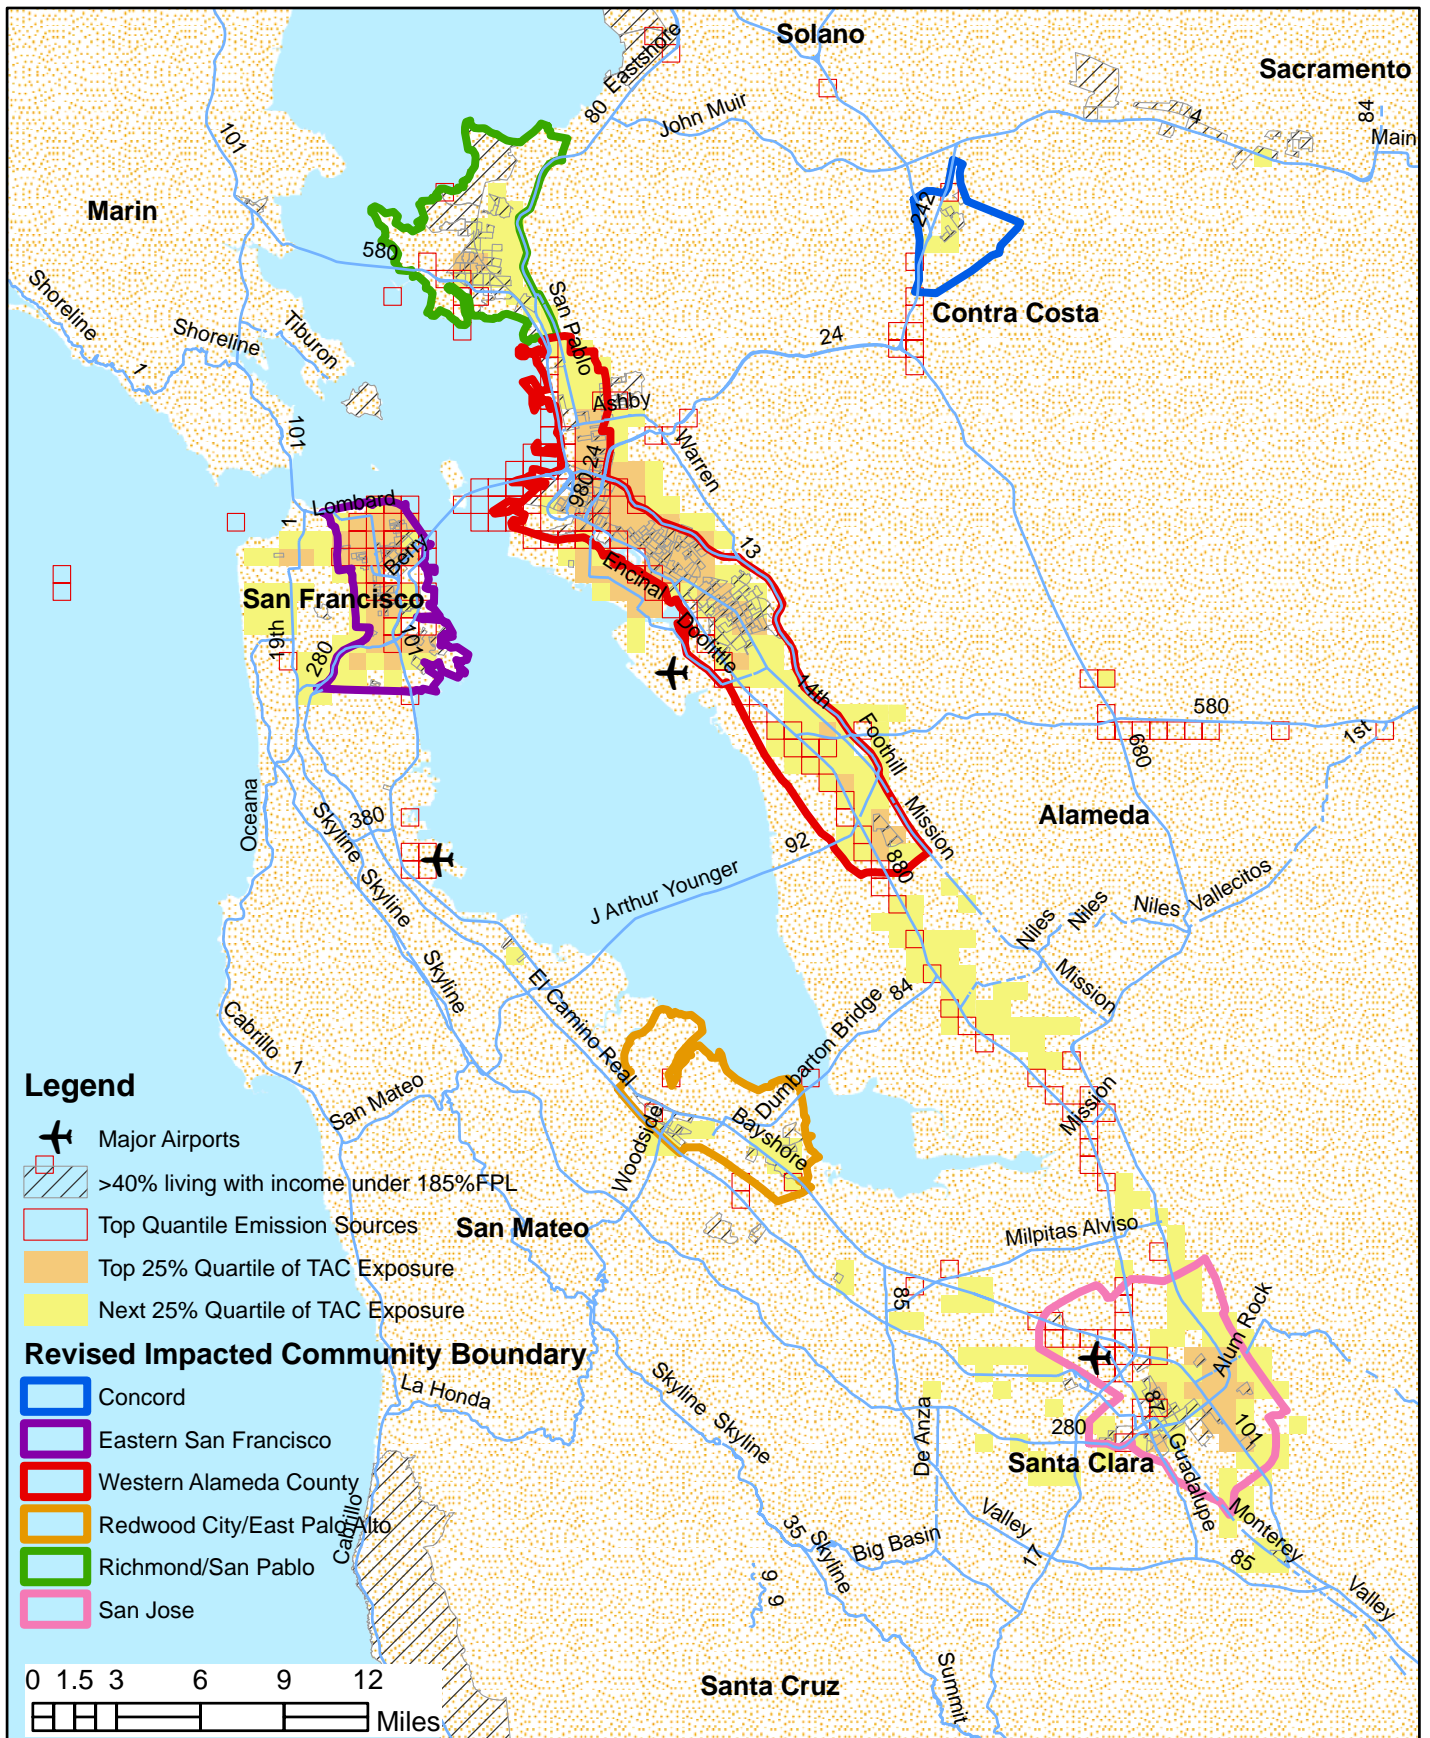 Solano
Sacramento
80
Eastshore
John Muir
4
84
Main
101
Marin
242
580
San Pablo
Contra Costa
24
Shoreline
Shoreline
Tiburon
1
101
Ashby
Warren
24
980
Lombard
1
Berry
13
Encinal
San Francisco
Doolittle
19th
101
280
14th
Foothill
580
1st
680
Oceana
Skyline
380
Mission
Alameda
92
880
Skyline
J Arthur Younger
Niles
Niles
Niles
Vallecitos
Skyline
El Camino Real
Mission
84
Dumbarton Bridge
Cabrillo
1
Legend
San Mateo
Mission
Major Airports
Woodside
Bayshore
>40% living with income under 185%FPL
Top Quantile Emission Sources
San Mateo
Milpitas Alviso
Top 25% Quartile of TAC Exposure
85
Next 25% Quartile of TAC Exposure
Alum Rock
Revised Impacted Community Boundary
Concord
La Honda
Skyline
Skyline
87
Eastern San Francisco
De Anza
280
101
Western Alameda County
Santa Clara
Guadalupe
Redwood City/East Palo Alto
Cabrillo
Valley
Monterey
Richmond/San Pablo
35
Skyline
Big Basin
17
85
San Jose
9
9
Valley
0 1.5 3 6 9 12
Miles
Santa Cruz
Summit